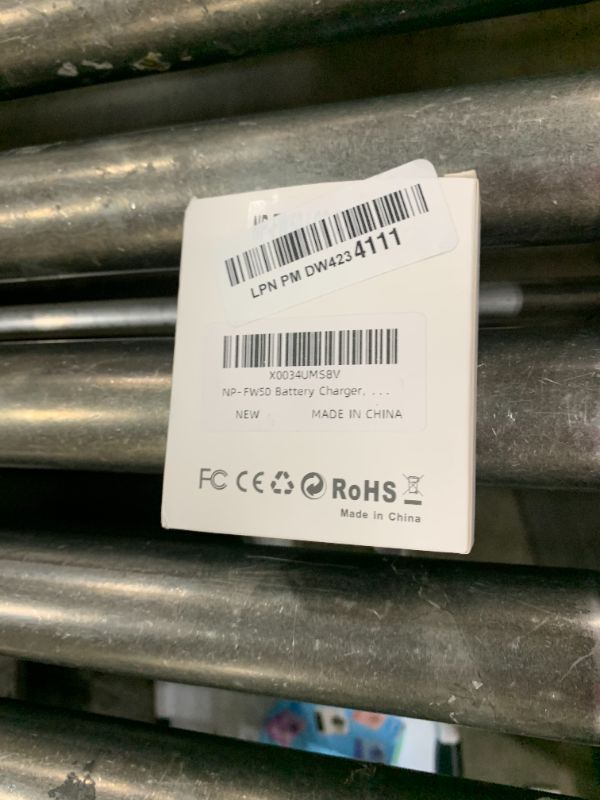 LPN PM DW4234111
X0034UMS8V
NP-FW50 Battery Charger, ...
NEW MADE IN CHINA
FC CE RoHS
Made in China